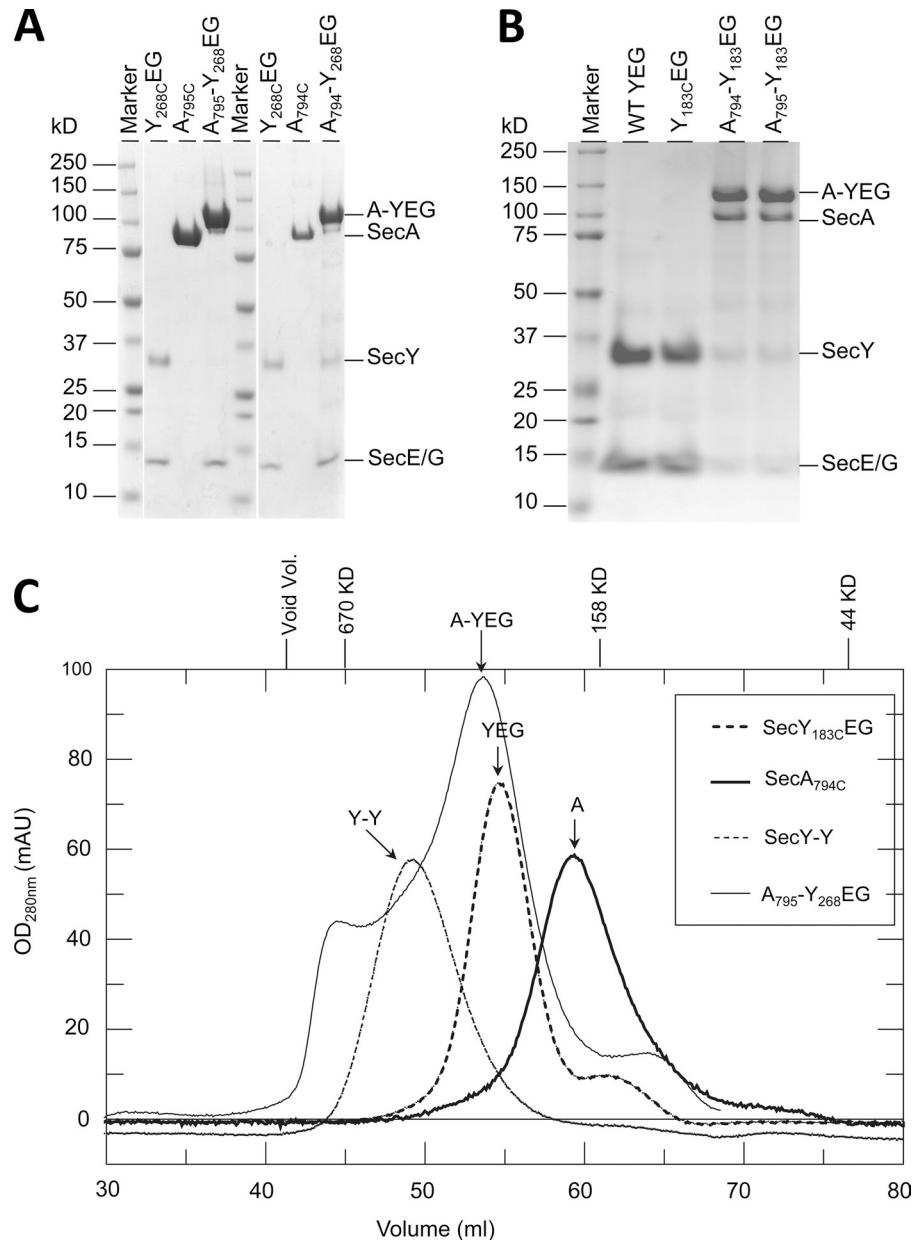 A
kD
Marker
Y268CEG
A795C
A795-Y268EG
Marker
Y268CEG
A794C
A794-Y268EG
250
150
100
75
50
37
25
20
15
10
A-YEG
SecA
SecY
SecE/G
B
kD
Marker
WT YEG
Y183CEG
A794-Y183EG
A795-Y183EG
250
150
100
75
50
37
25
20
15
10
A-YEG
SecA
SecY
SecE/G
C
Void Vol.
670 KD
158 KD
44 KD
A-YEG
YEG
Y-Y
A
SecY183CEG
SecA794C
SecY-Y
A795-Y268EG
OD280nm (mAU)
100
80
60
40
20
0
30
40
50
60
70
80
Volume (ml)